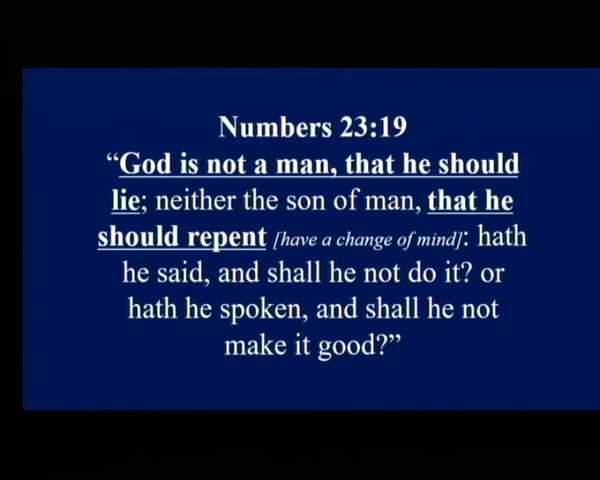 Numbers 23:19
“God is not a man, that he should
lie; neither the son of man, that he
should repent [have a change of mind]: hath
he said, and shall he not do it? or
hath he spoken, and shall he not
make it good?”